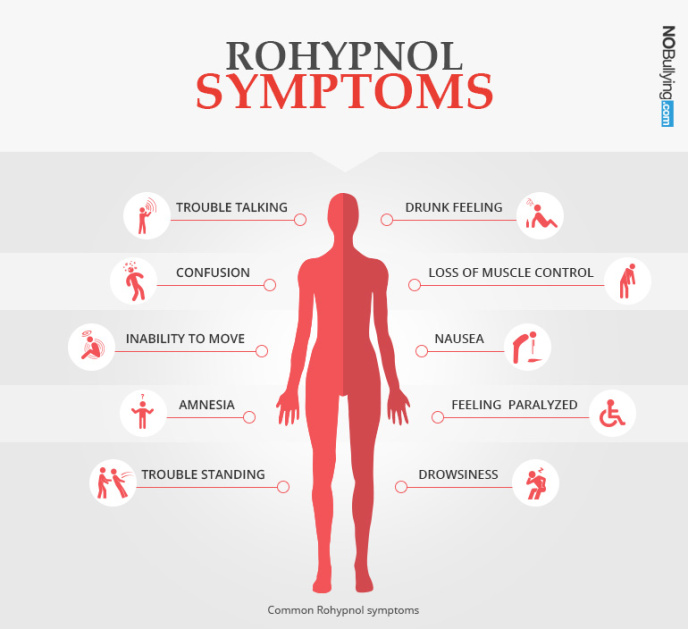 ROHYPNOL
SYMPTOMS
NOBullying.com
TROUBLE TALKING
DRUNK FEELING
CONFUSION
LOSS OF MUSCLE CONTROL
INABILITY TO MOVE
NAUSEA
AMNESIA
FEELING PARALYZED
TROUBLE STANDING
DROWSINESS
Common Rohypnol symptoms